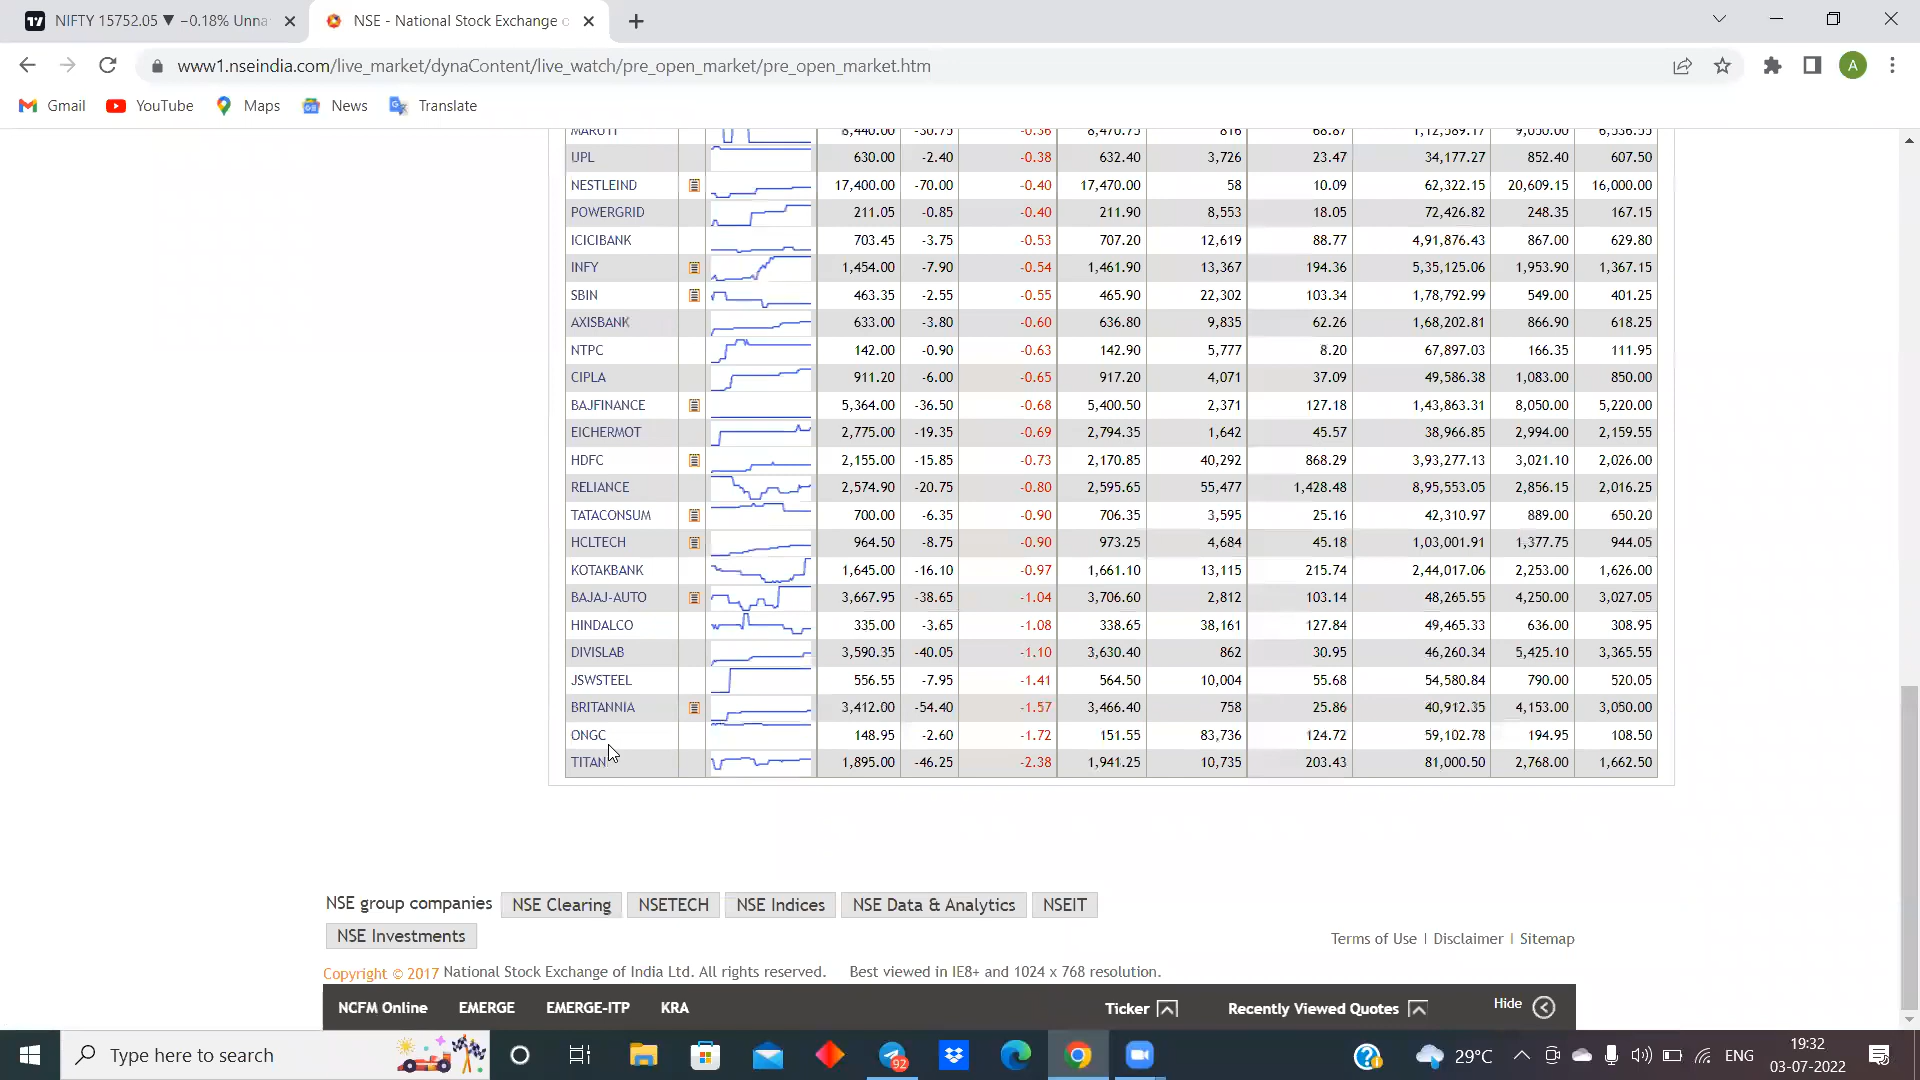 NIFTY 15752.05 ▼ −0.18% Unna
NSE - National Stock Exchange o
www1.nseindia.com/live_market/dynaContent/live_watch/pre_open_market/pre_open_market.htm
A
Gmail YouTube Maps News Translate
MARUTI 8,440.00 -30.75 -0.36 8,470.75 816 68.87 1,12,589.17 9,050.00 6,536.55
UPL 630.00 -2.40 -0.38 632.40 3,726 23.47 34,177.27 852.40 607.50
NESTLEIND 17,400.00 -70.00 -0.40 17,470.00 58 10.09 62,322.15 20,609.15 16,000.00
POWERGRID 211.05 -0.85 -0.40 211.90 8,553 18.05 72,426.82 248.35 167.15
ICICIBANK 703.45 -3.75 -0.53 707.20 12,619 88.77 4,91,876.43 867.00 629.80
INFY 1,454.00 -7.90 -0.54 1,461.90 13,367 194.36 5,35,125.06 1,953.90 1,367.15
SBIN 463.35 -2.55 -0.55 465.90 22,302 103.34 1,78,792.99 549.00 401.25
AXISBANK 633.00 -3.80 -0.60 636.80 9,835 62.26 1,68,202.81 866.90 618.25
NTPC 142.00 -0.90 -0.63 142.90 5,777 8.20 67,897.03 166.35 111.95
CIPLA 911.20 -6.00 -0.65 917.20 4,071 37.09 49,586.38 1,083.00 850.00
BAJFINANCE 5,364.00 -36.50 -0.68 5,400.50 2,371 127.18 1,43,863.31 8,050.00 5,220.00
EICHERMOT 2,775.00 -19.35 -0.69 2,794.35 1,642 45.57 38,966.85 2,994.00 2,159.55
HDFC 2,155.00 -15.85 -0.73 2,170.85 40,292 868.29 3,93,277.13 3,021.10 2,026.00
RELIANCE 2,574.90 -20.75 -0.80 2,595.65 55,477 1,428.48 8,95,553.05 2,856.15 2,016.25
TATACONSUM 700.00 -6.35 -0.90 706.35 3,595 25.16 42,310.97 889.00 650.20
HCLTECH 964.50 -8.75 -0.90 973.25 4,684 45.18 1,03,001.91 1,377.75 944.05
KOTAKBANK 1,645.00 -16.10 -0.97 1,661.10 13,115 215.74 2,44,017.06 2,253.00 1,626.00
BAJAJ-AUTO 3,667.95 -38.65 -1.04 3,706.60 2,812 103.14 48,265.55 4,250.00 3,027.05
HINDALCO 335.00 -3.65 -1.08 338.65 38,161 127.84 49,465.33 636.00 308.95
DIVISLAB 3,590.35 -40.05 -1.10 3,630.40 862 30.95 46,260.34 5,425.10 3,365.55
JSWSTEEL 556.55 -7.95 -1.41 564.50 10,004 55.68 54,580.84 790.00 520.05
BRITANNIA 3,412.00 -54.40 -1.57 3,466.40 758 25.86 40,912.35 4,153.00 3,050.00
ONGC 148.95 -2.60 -1.72 151.55 83,736 124.72 59,102.78 194.95 108.50
TITAN 1,895.00 -46.25 -2.38 1,941.25 10,735 203.43 81,000.50 2,768.00 1,662.50
NSE group companies NSE Clearing NSETECH NSE Indices NSE Data & Analytics NSEIT
NSE Investments
Terms of Use | Disclaimer | Sitemap
Copyright © 2017 National Stock Exchange of India Ltd. All rights reserved. Best viewed in IE8+ and 1024 x 768 resolution.
NCFM Online EMERGE EMERGE-ITP KRA Ticker Recently Viewed Quotes Hide
Type here to search
92
29°C
ENG
19:32
03-07-2022